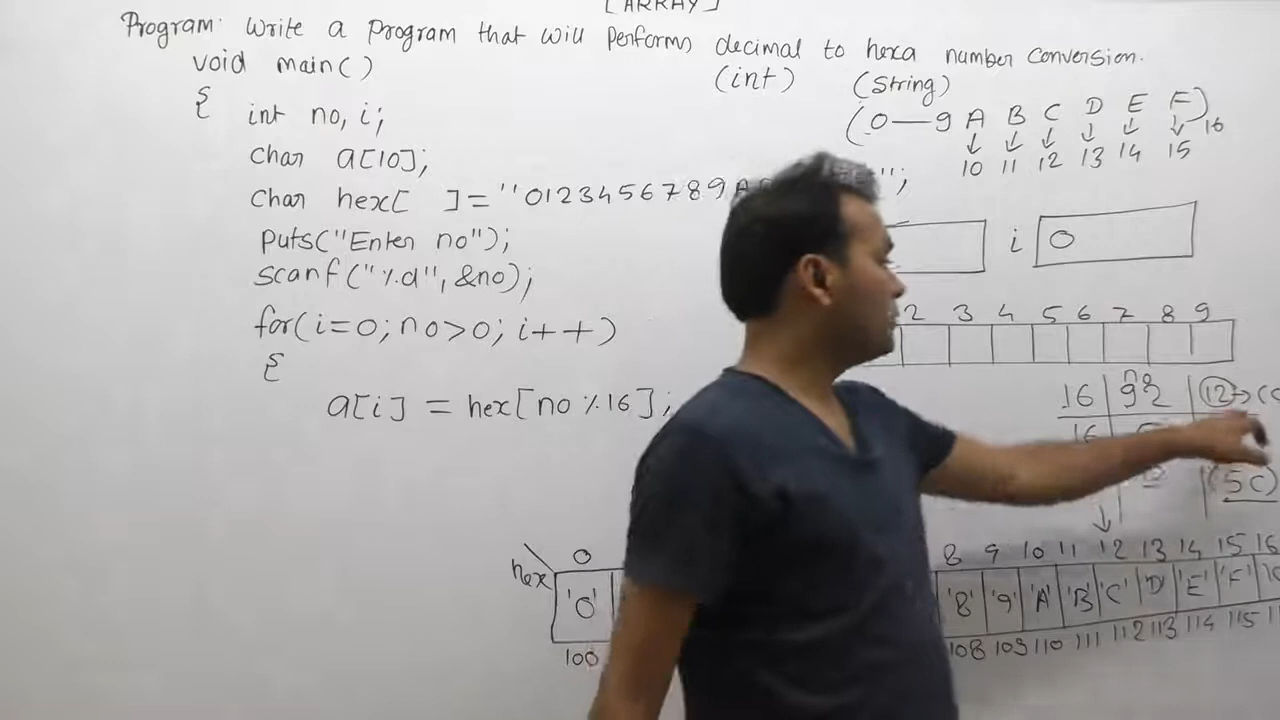 [ARRAY]
Program: Write a program that will performs decimal to hexa number conversion.
(int) (string)
void main()
{
int no, i;
char a[10];
char hex[ ]="0123456789A
";
puts("Enter no");
scanf("%d", &no);
for(i=0; no>0; i++)
{
a[i] = hex[no%16];
(0—9 A B C D E F)16
10 11 12 13 14 15
i 0
2 3 4 5 6 7 8 9
16 92 12→(C
16
(5C)
hex
0 8 9 10 11 12 13 14 15 16
'0' '8' '9' 'A' 'B' 'C' 'D' 'E' 'F'
100 108 109 110 111 112 113 114 115